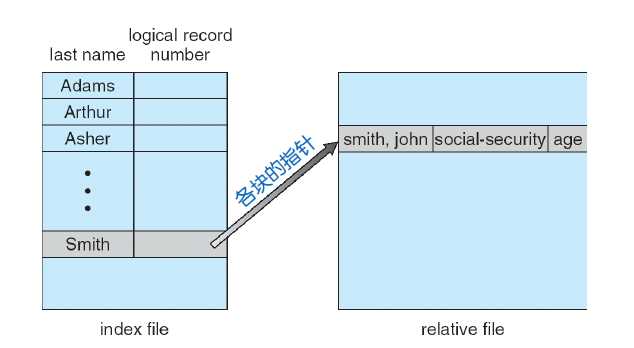 logical record
last name number
Adams
Arthur
Asher
Smith
各块的指针
smith, john social-security age
index file
relative file